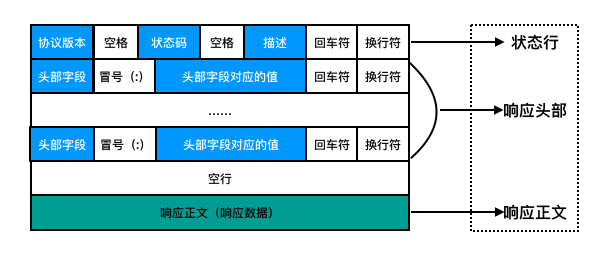 协议版本 空格 状态码 空格 描述 回车符 换行符 状态行
头部字段 冒号（:) 头部字段对应的值 回车符 换行符
...... 响应头部
头部字段 冒号（:) 头部字段对应的值 回车符 换行符
空行
响应正文（响应数据） 响应正文